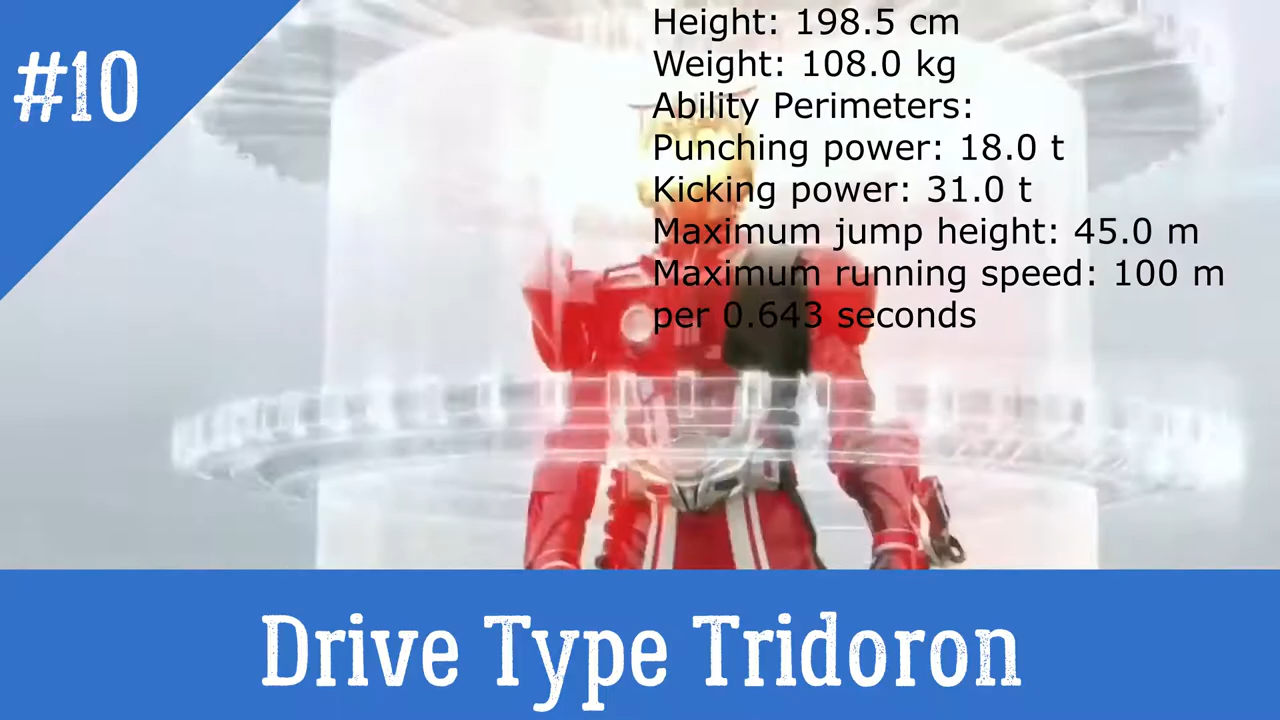 #10
Height: 198.5 cm
Weight: 108.0 kg
Ability Perimeters:
Punching power: 18.0 t
Kicking power: 31.0 t
Maximum jump height: 45.0 m
Maximum running speed: 100 m
per 0.643 seconds
Drive Type Tridoron